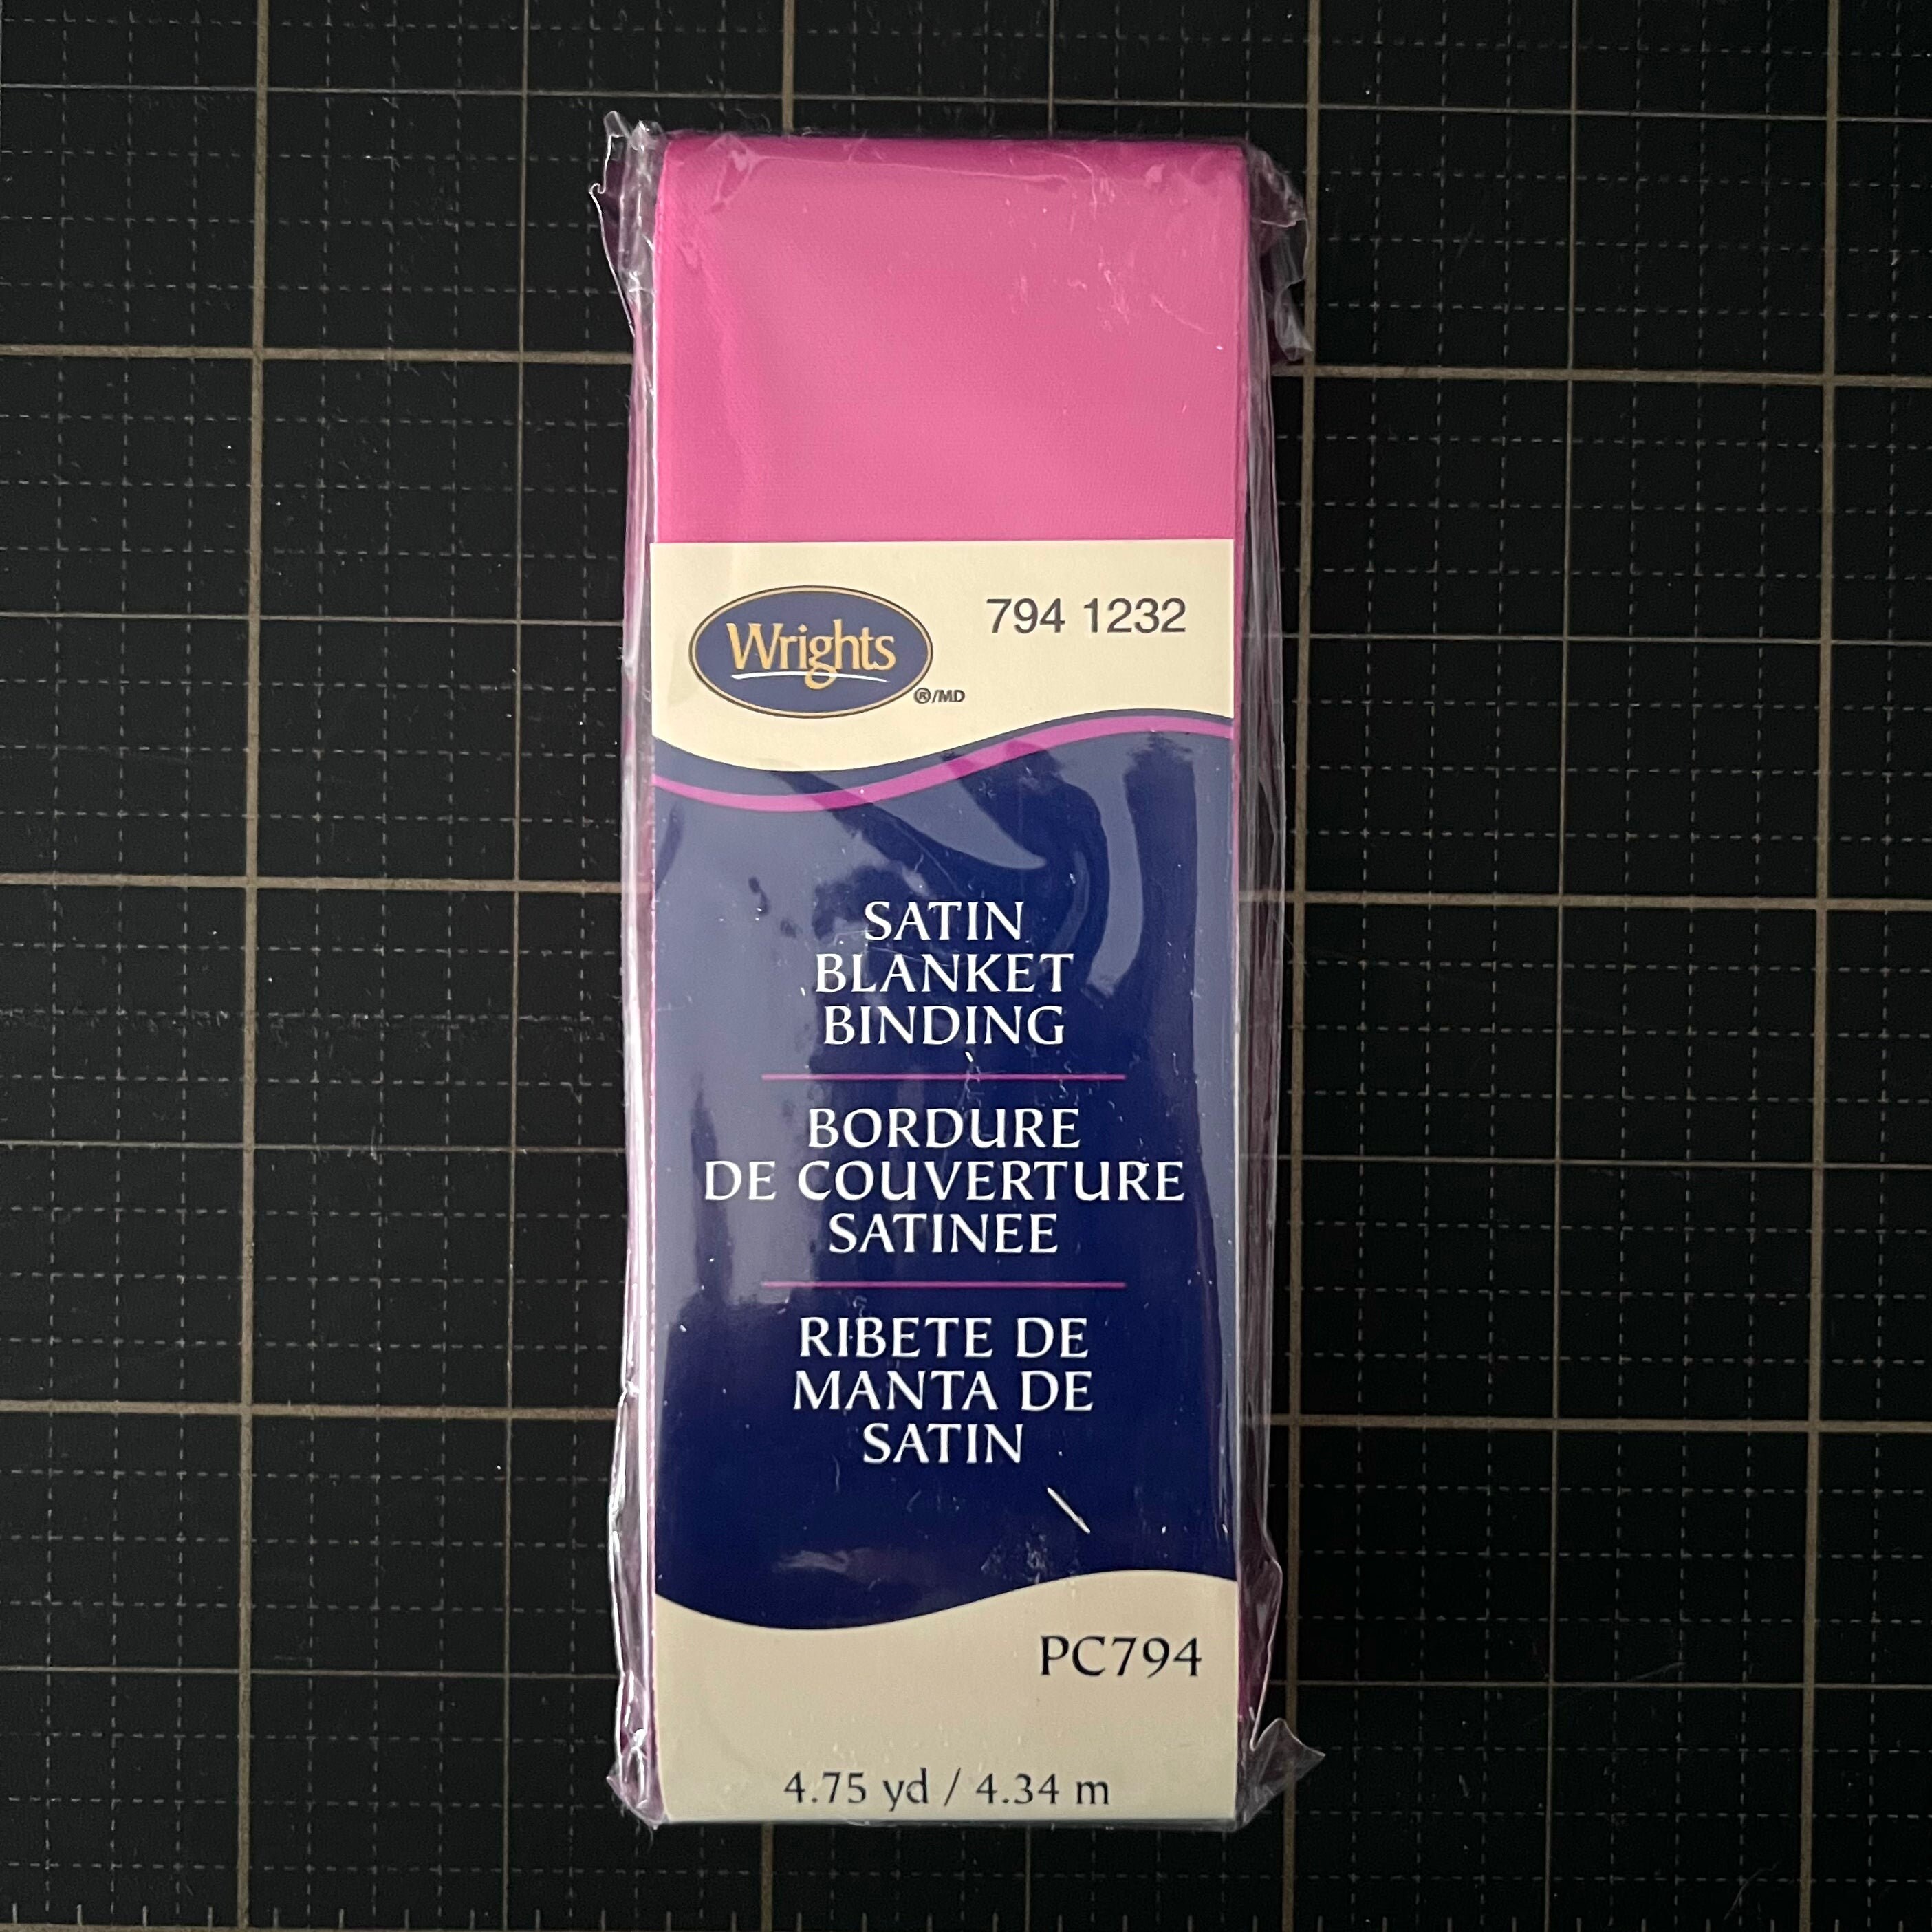 Wrights
®/MD
794 1232
SATIN
BLANKET
BINDING
BORDURE
DE COUVERTURE
SATINEE
RIBETE DE
MANTA DE
SATIN
PC794
4.75 yd / 4.34 m